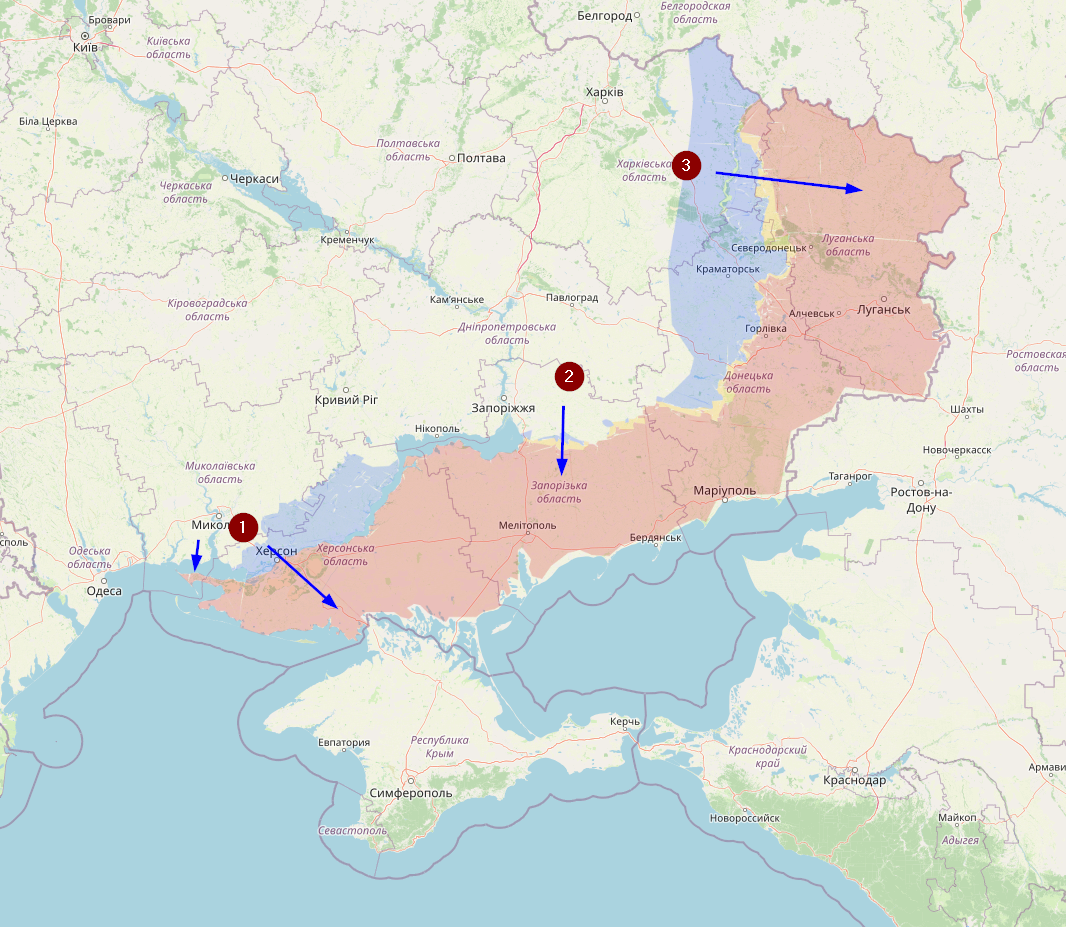 Бровари
Київ
Київська
область
Белгород
Белгородская
область
Харків
Біла Церква
Полтавська
область
Полтава
3
Харківська
область
Черкаська
область
Черкаси
Кременчук
Сєвєродонецьк
Луганська
область
Краматорськ
Кам'янське
Павлоград
Кіровоградська
область
Алчевськ
Луганськ
Дніпропетровська
область
Горлівка
Ростовская
область
2
Донецька
область
Кривий Ріг
Запоріжжя
Шахты
Нікополь
Новочеркасск
Миколаївська
область
Таганрог
Запорізька
область
Маріуполь
Ростов-на-
Дону
1
Микол
Мелітополь
Бердянськ
Одеська
область
Херсон
Херсонська
область
Одеса
Керчь
Евпатория
Республика
Крым
Краснодарский
край
Краснодар
Симферополь
Севастополь
Новороссийск
Майкоп
Адыгея